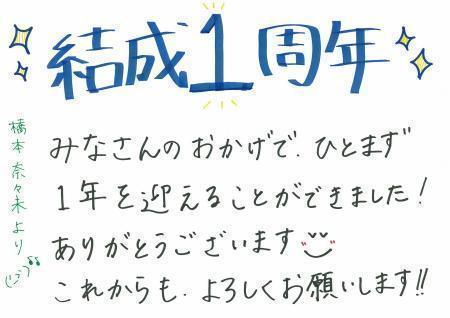 結成1周年
みなさんのおかげで、ひとまず
1年を迎えることができました!
ありがとうございます
これからも、よろしくお願いします!!
橋本奈々未より